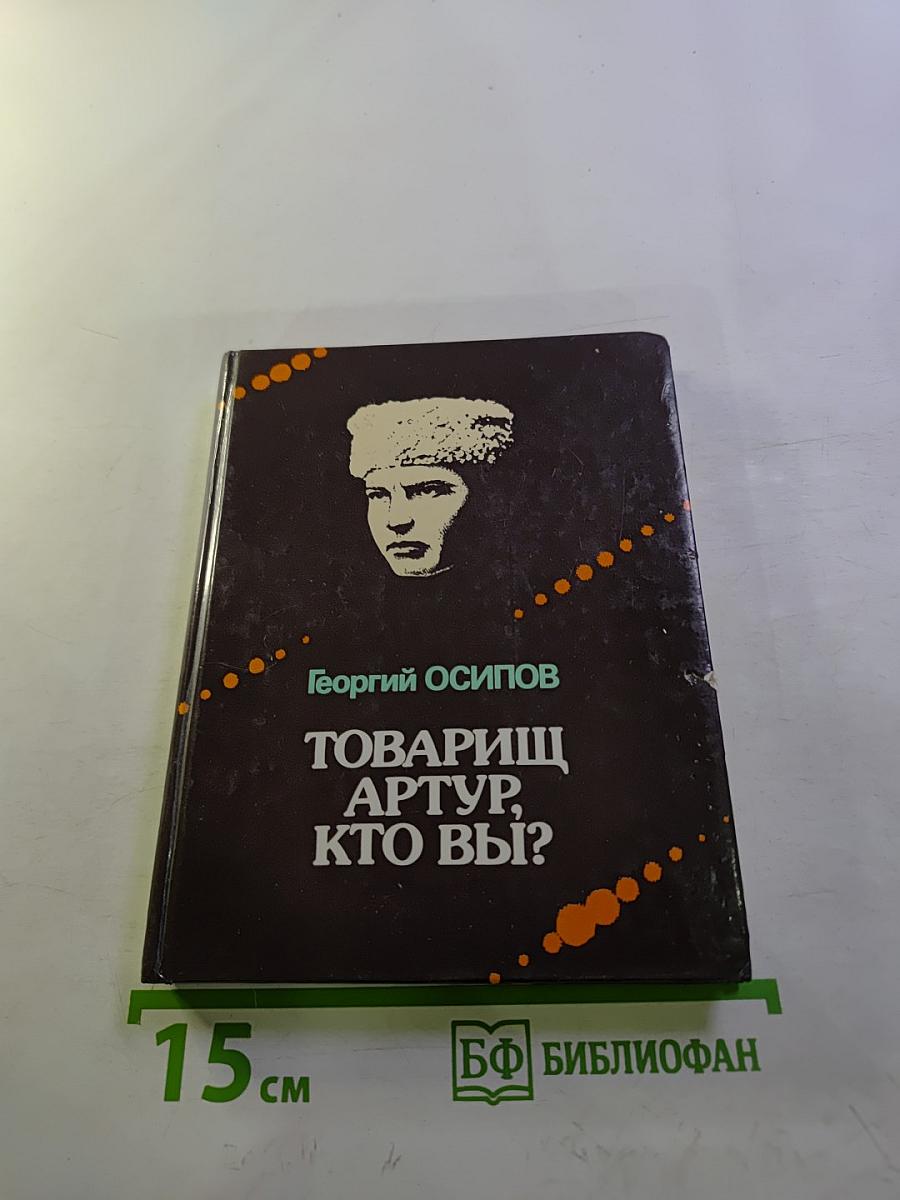 Георгий ОСИПОВ
ТОВАРИЩ
АРТУР,
КТО ВЫ?
15 см
БФ БИБЛИОФАН